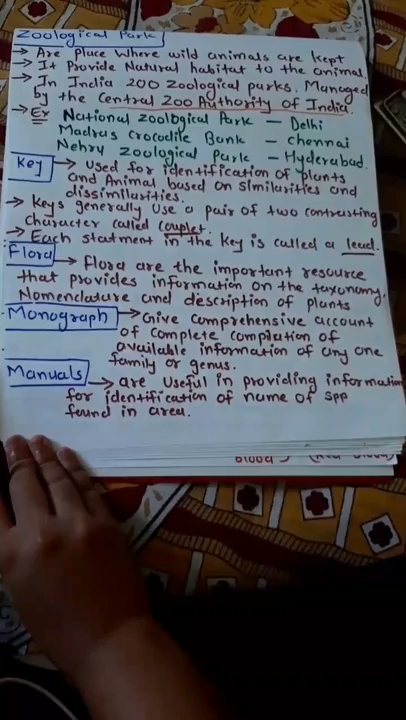 Zoological Park
→ Are Place Where wild animals are kept
→ It Provide Natural habitat to the animal.
→ In India 200 Zoological parks. Managed
by the Central Zoo Authority of India.
→ Ex National Zoological Park – Delhi
Madras Crocodile Bank – Chennai
Nehry Zoological Park – Hyderabad.
Key → Used for identification of plants
and Animal based on similarities and
dissimilarities.
→ Keys generally Use a pair of two contrasting
character called couplet.
→ Each statment in the key is called a lead.
Flora → Flora are the important resource
that provides information on the taxonomy,
Nomenclature and description of plants
Monograph → Give Comprehensive account
of complete compilation of
available information of any one
family or genus.
Manuals → are Useful in providing information
for identification of name of spp
found in area.